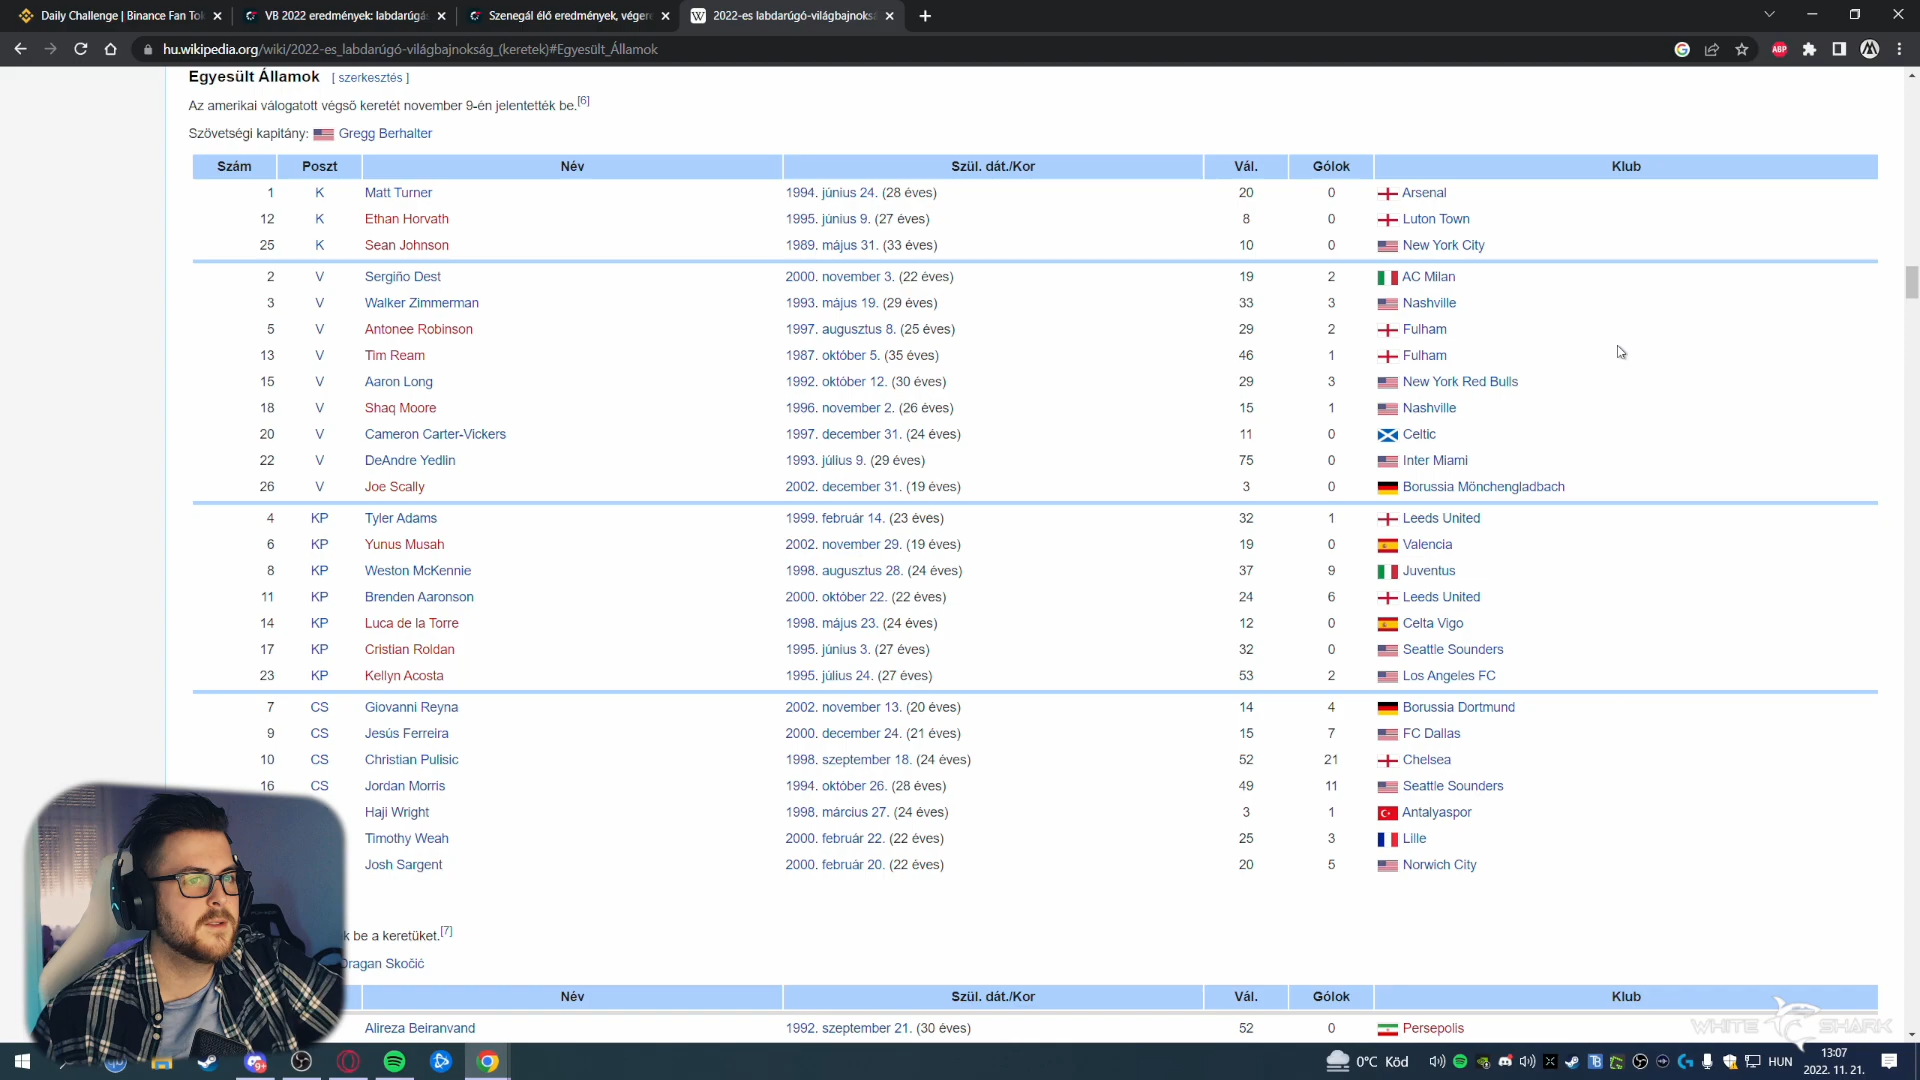 Daily Challenge | Binance Fan Tok
VB 2022 eredmények: labdarúgás
Szenegál élő eredmények, végere
2022-es labdarúgó-világbajnoksá
hu.wikipedia.org/wiki/2022-es_labdarúgó-világbajnokság_(keretek)#Egyesült_Államok
ABP
Egyesült Államok [ szerkesztés ]
Az amerikai válogatott végső keretét november 9-én jelentették be.[6]
Szövetségi kapitány: Gregg Berhalter
Szám Poszt Név Szül. dát./Kor Vál. Gólok Klub
1 K Matt Turner 1994. június 24. (28 éves) 20 0 Arsenal
12 K Ethan Horvath 1995. június 9. (27 éves) 8 0 Luton Town
25 K Sean Johnson 1989. május 31. (33 éves) 10 0 New York City
2 V Sergiño Dest 2000. november 3. (22 éves) 19 2 AC Milan
3 V Walker Zimmerman 1993. május 19. (29 éves) 33 3 Nashville
5 V Antonee Robinson 1997. augusztus 8. (25 éves) 29 2 Fulham
13 V Tim Ream 1987. október 5. (35 éves) 46 1 Fulham
15 V Aaron Long 1992. október 12. (30 éves) 29 3 New York Red Bulls
18 V Shaq Moore 1996. november 2. (26 éves) 15 1 Nashville
20 V Cameron Carter-Vickers 1997. december 31. (24 éves) 11 0 Celtic
22 V DeAndre Yedlin 1993. július 9. (29 éves) 75 0 Inter Miami
26 V Joe Scally 2002. december 31. (19 éves) 3 0 Borussia Mönchengladbach
4 KP Tyler Adams 1999. február 14. (23 éves) 32 1 Leeds United
6 KP Yunus Musah 2002. november 29. (19 éves) 19 0 Valencia
8 KP Weston McKennie 1998. augusztus 28. (24 éves) 37 9 Juventus
11 KP Brenden Aaronson 2000. október 22. (22 éves) 24 6 Leeds United
14 KP Luca de la Torre 1998. május 23. (24 éves) 12 0 Celta Vigo
17 KP Cristian Roldan 1995. június 3. (27 éves) 32 0 Seattle Sounders
23 KP Kellyn Acosta 1995. július 24. (27 éves) 53 2 Los Angeles FC
7 CS Giovanni Reyna 2002. november 13. (20 éves) 14 4 Borussia Dortmund
9 CS Jesús Ferreira 2000. december 24. (21 éves) 15 7 FC Dallas
10 CS Christian Pulisic 1998. szeptember 18. (24 éves) 52 21 Chelsea
16 CS Jordan Morris 1994. október 26. (28 éves) 49 11 Seattle Sounders
Haji Wright 1998. március 27. (24 éves) 3 1 Antalyaspor
Timothy Weah 2000. február 22. (22 éves) 25 3 Lille
Josh Sargent 2000. február 20. (22 éves) 20 5 Norwich City
k be a keretüket.[7]
Dragan Skočić
Név Szül. dát./Kor Vál. Gólok Klub
Alireza Beiranvand 1992. szeptember 21. (30 éves) 52 0 Persepolis
WHITE SHARK
0°C Köd
HUN
13:07
2022. 11. 21.